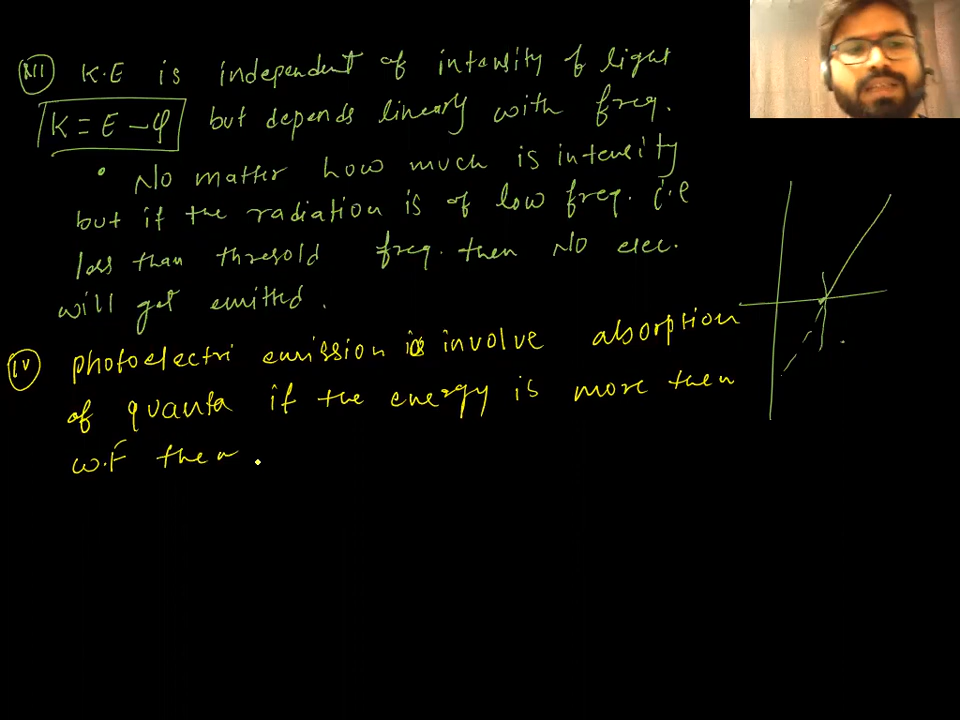 (III) K.E is independent of intensity of light
K = E - φ but depends linearly with freq.
• No matter how much is intensity
but if the radiation is of low freq. i.e
less than thresold freq. then No elec.
will get emitted.
(IV) photoelectri emission is involve absorption
of quanta if the energy is more then
W.F then .